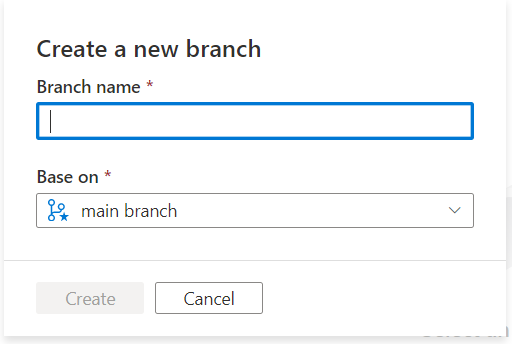 Create a new branch
Branch name *
Base on *
main branch
Create
Cancel